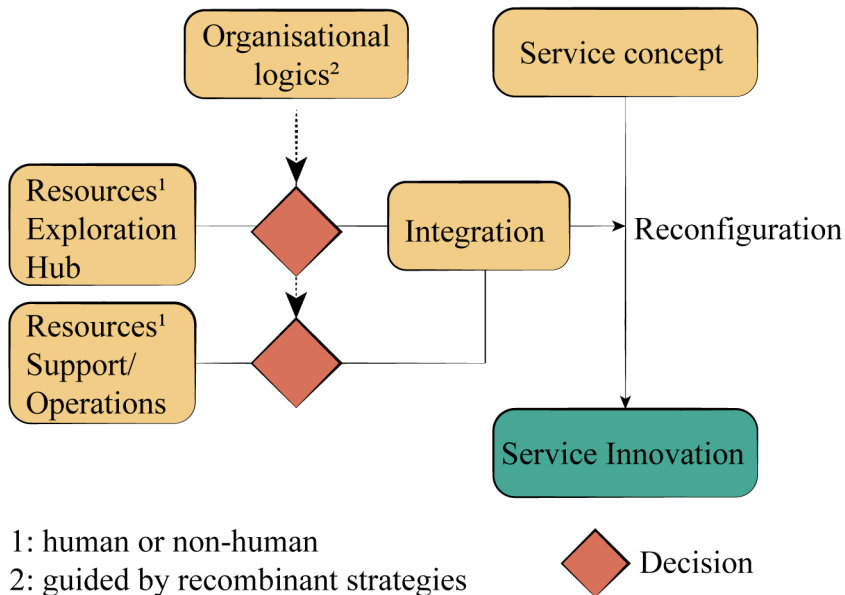 Organisational
logics²
Service concept
Resources¹
Exploration
Hub
Integration
Reconfiguration
Resources¹
Support/
Operations
Service Innovation
1: human or non-human
2: guided by recombinant strategies
Decision